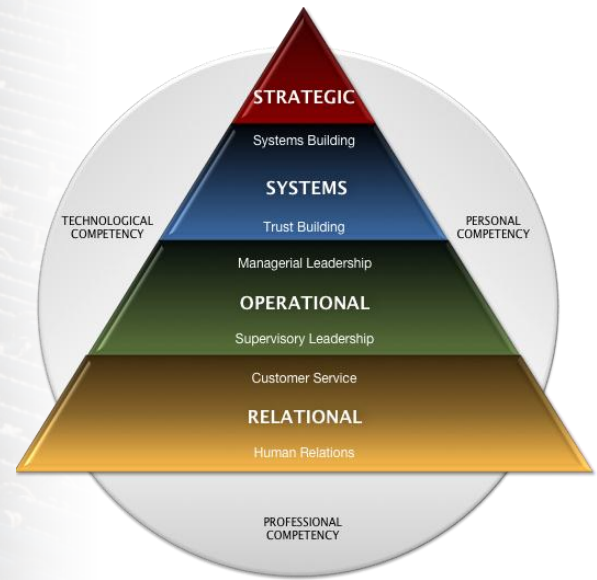 STRATEGIC
Systems Building
SYSTEMS
TECHNOLOGICAL
COMPETENCY
PERSONAL
COMPETENCY
Trust Building
Managerial Leadership
OPERATIONAL
Supervisory Leadership
Customer Service
RELATIONAL
Human Relations
PROFESSIONAL
COMPETENCY